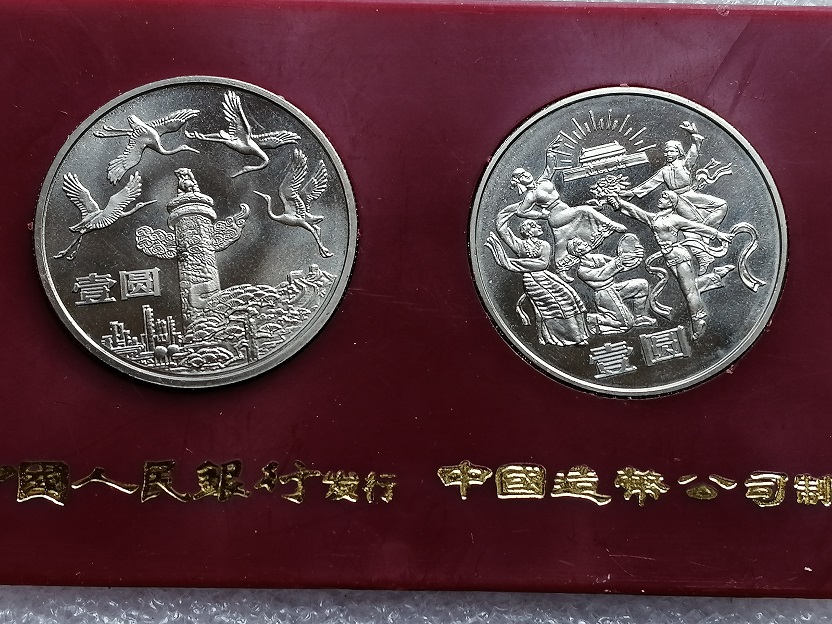 壹圆
壹圆
中國人民銀行发行
中國造幣公司制